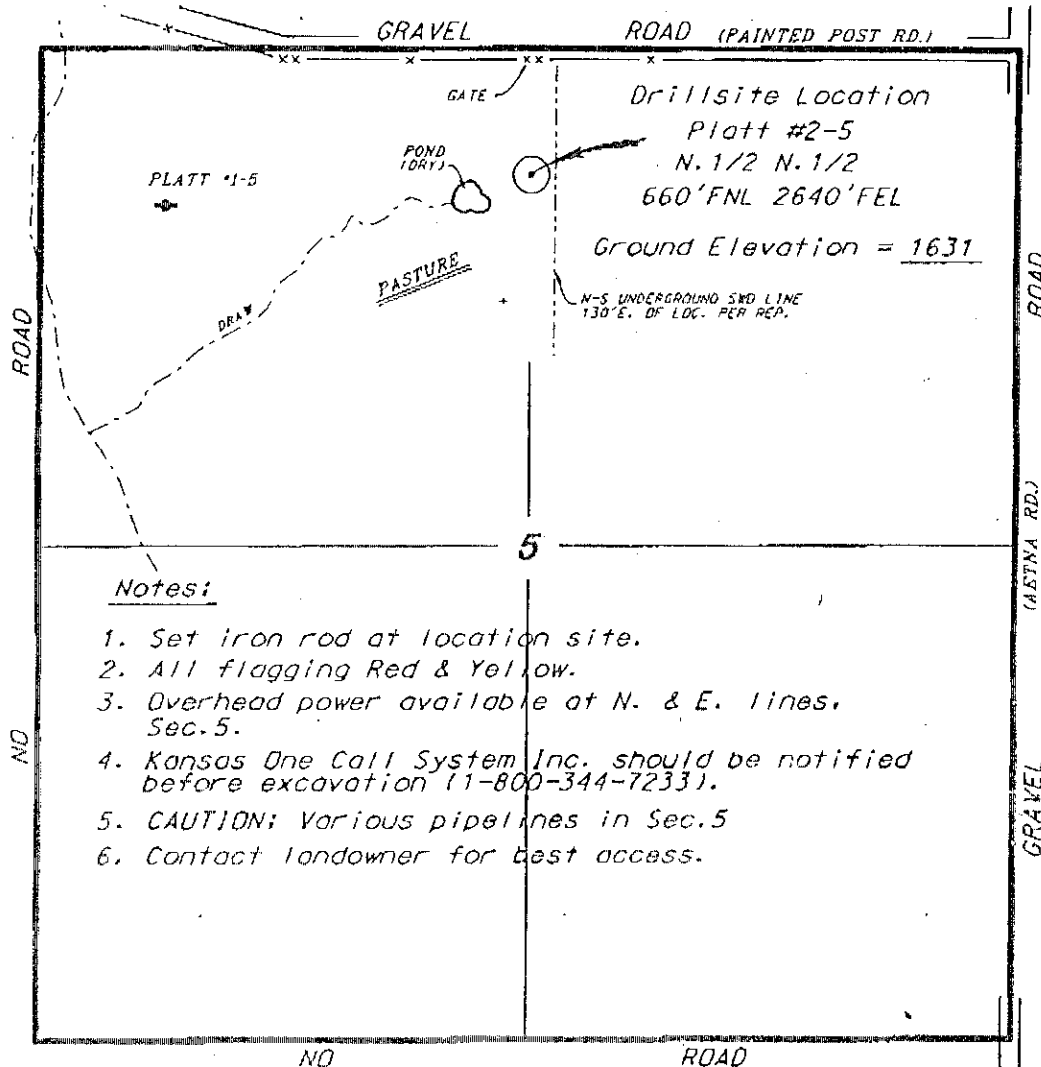 GRAVEL ROAD (PAINTED POST RD.)
GATE
Drillsite Location
Platt #2-5
N. 1/2 N. 1/2
660'FNL 2640'FEL
Ground Elevation = 1631
POND
(DRY)
PLATT #1-5
PASTURE
DRAW
N-S UNDERGROUND SWD LINE
130'E. OF LOC. PER REP.
ROAD
NO
ROAD
(AETNA RD.)
GRAVEL
5
Notes:
1. Set iron rod at location site.
2. All flagging Red & Yellow.
3. Overhead power available at N. & E. lines,
Sec.5.
4. Kansas One Call System Inc. should be notified
before excavation (1-800-344-7233).
5. CAUTION: Various pipelines in Sec.5
6. Contact landowner for best access.
NO ROAD